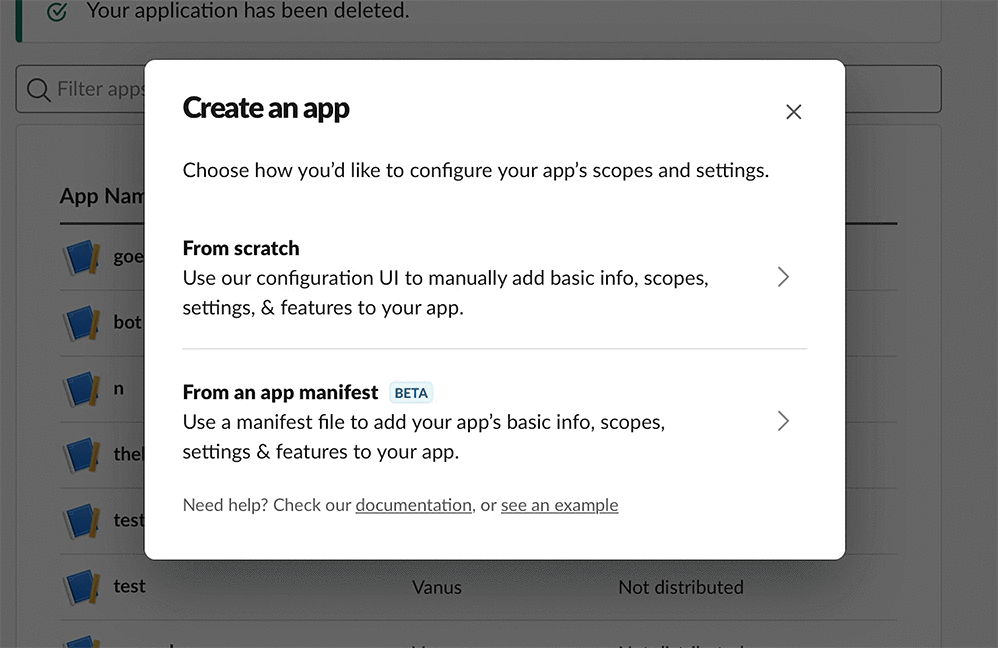 Your application has been deleted.
Filter apps
Create an app
Choose how you’d like to configure your app’s scopes and settings.
App Nam
From scratch
goe
Use our configuration UI to manually add basic info, scopes,
settings, & features to your app.
bot
From an app manifest BETA
n
Use a manifest file to add your app’s basic info, scopes,
settings & features to your app.
thel
Need help? Check our documentation, or see an example
test
test Vanus Not distributed